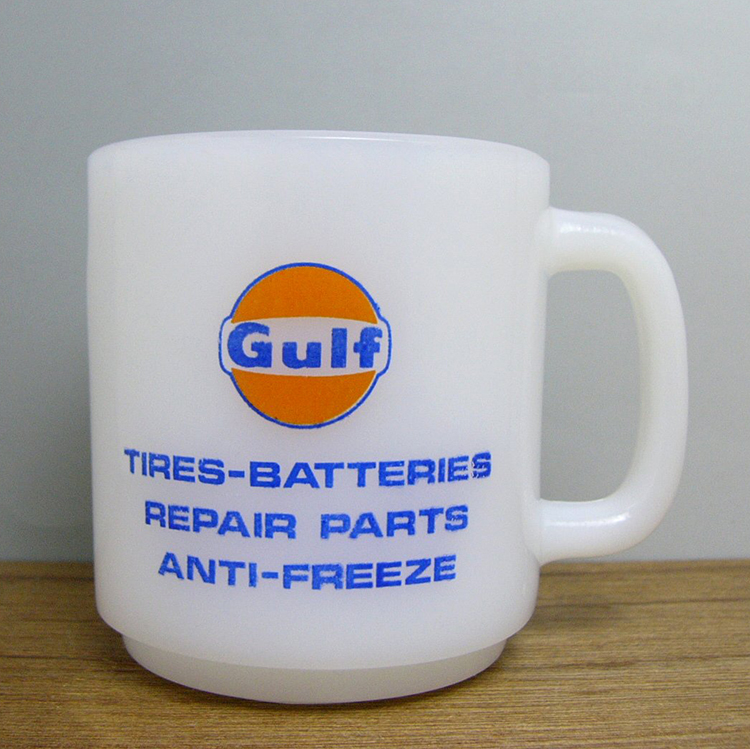 Gulf
TIRES-BATTERIES
REPAIR PARTS
ANTI-FREEZE